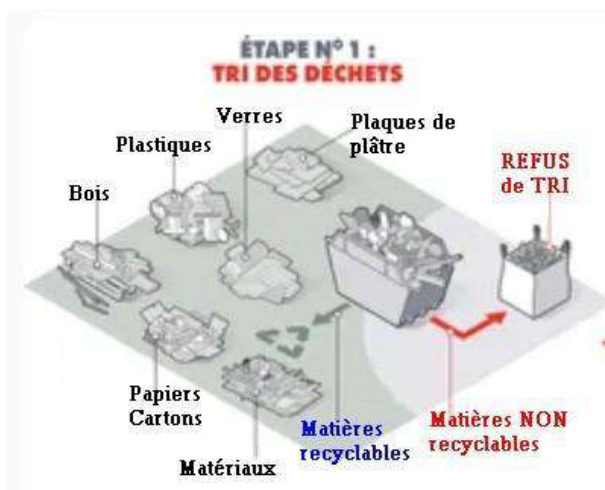 ÉTAPE N° 1 :
TRI DES DÉCHETS
Verres
Plaques de
plâtre
Plastiques
REFUS
de TRI
Bois
Papiers
Cartons
Matériaux
Matières
recyclables
Matières NON
recyclables